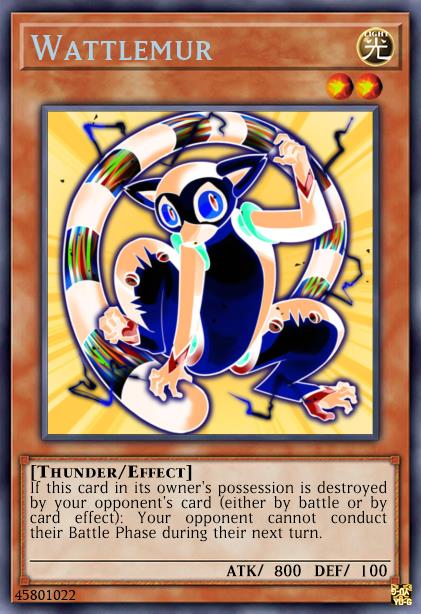 WATTLEMUR
LIGHT
光
[THUNDER/EFFECT]
If this card in its owner's possession is destroyed
by your opponent's card (either by battle or by
card effect): Your opponent cannot conduct
their Battle Phase during their next turn.
ATK/ 800 DEF/ 100
45801022